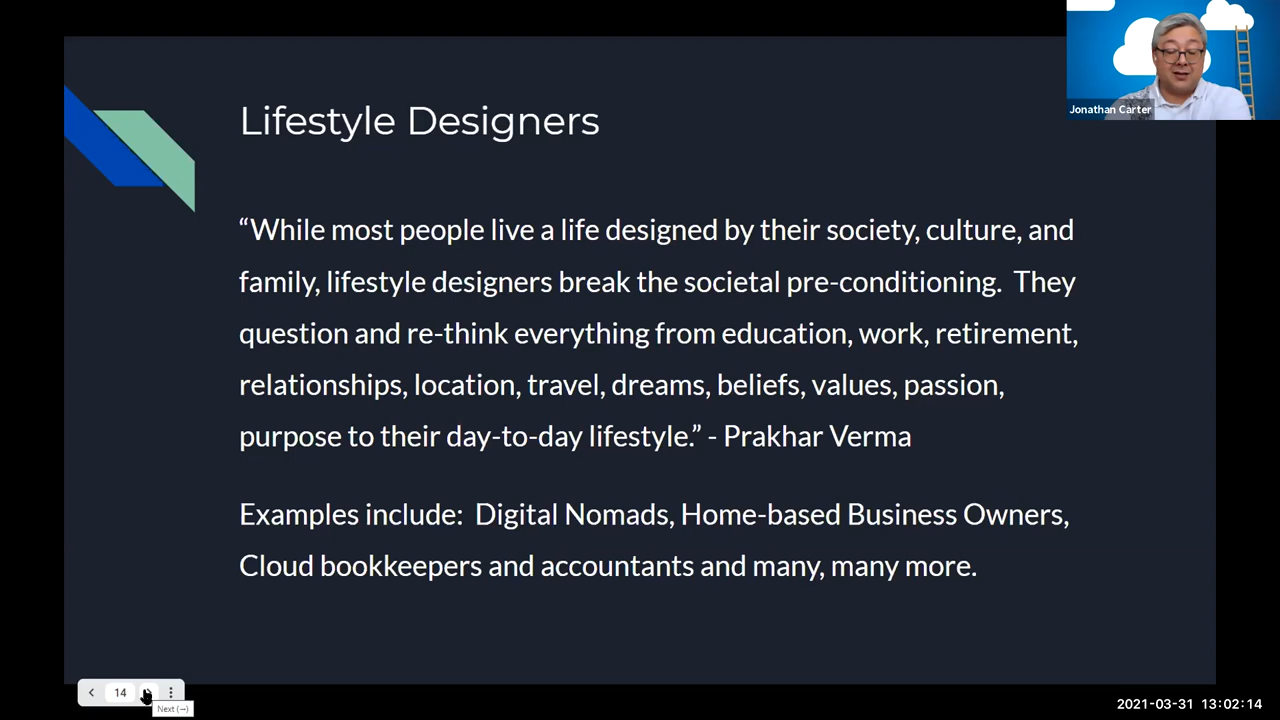 Jonathan Carter
Lifestyle Designers
“While most people live a life designed by their society, culture, and
family, lifestyle designers break the societal pre-conditioning.  They
question and re-think everything from education, work, retirement,
relationships, location, travel, dreams, beliefs, values, passion,
purpose to their day-to-day lifestyle.” - Prakhar Verma
Examples include:  Digital Nomads, Home-based Business Owners,
Cloud bookkeepers and accountants and many, many more.
14
Next (→)
2021-03-31 13:02:14